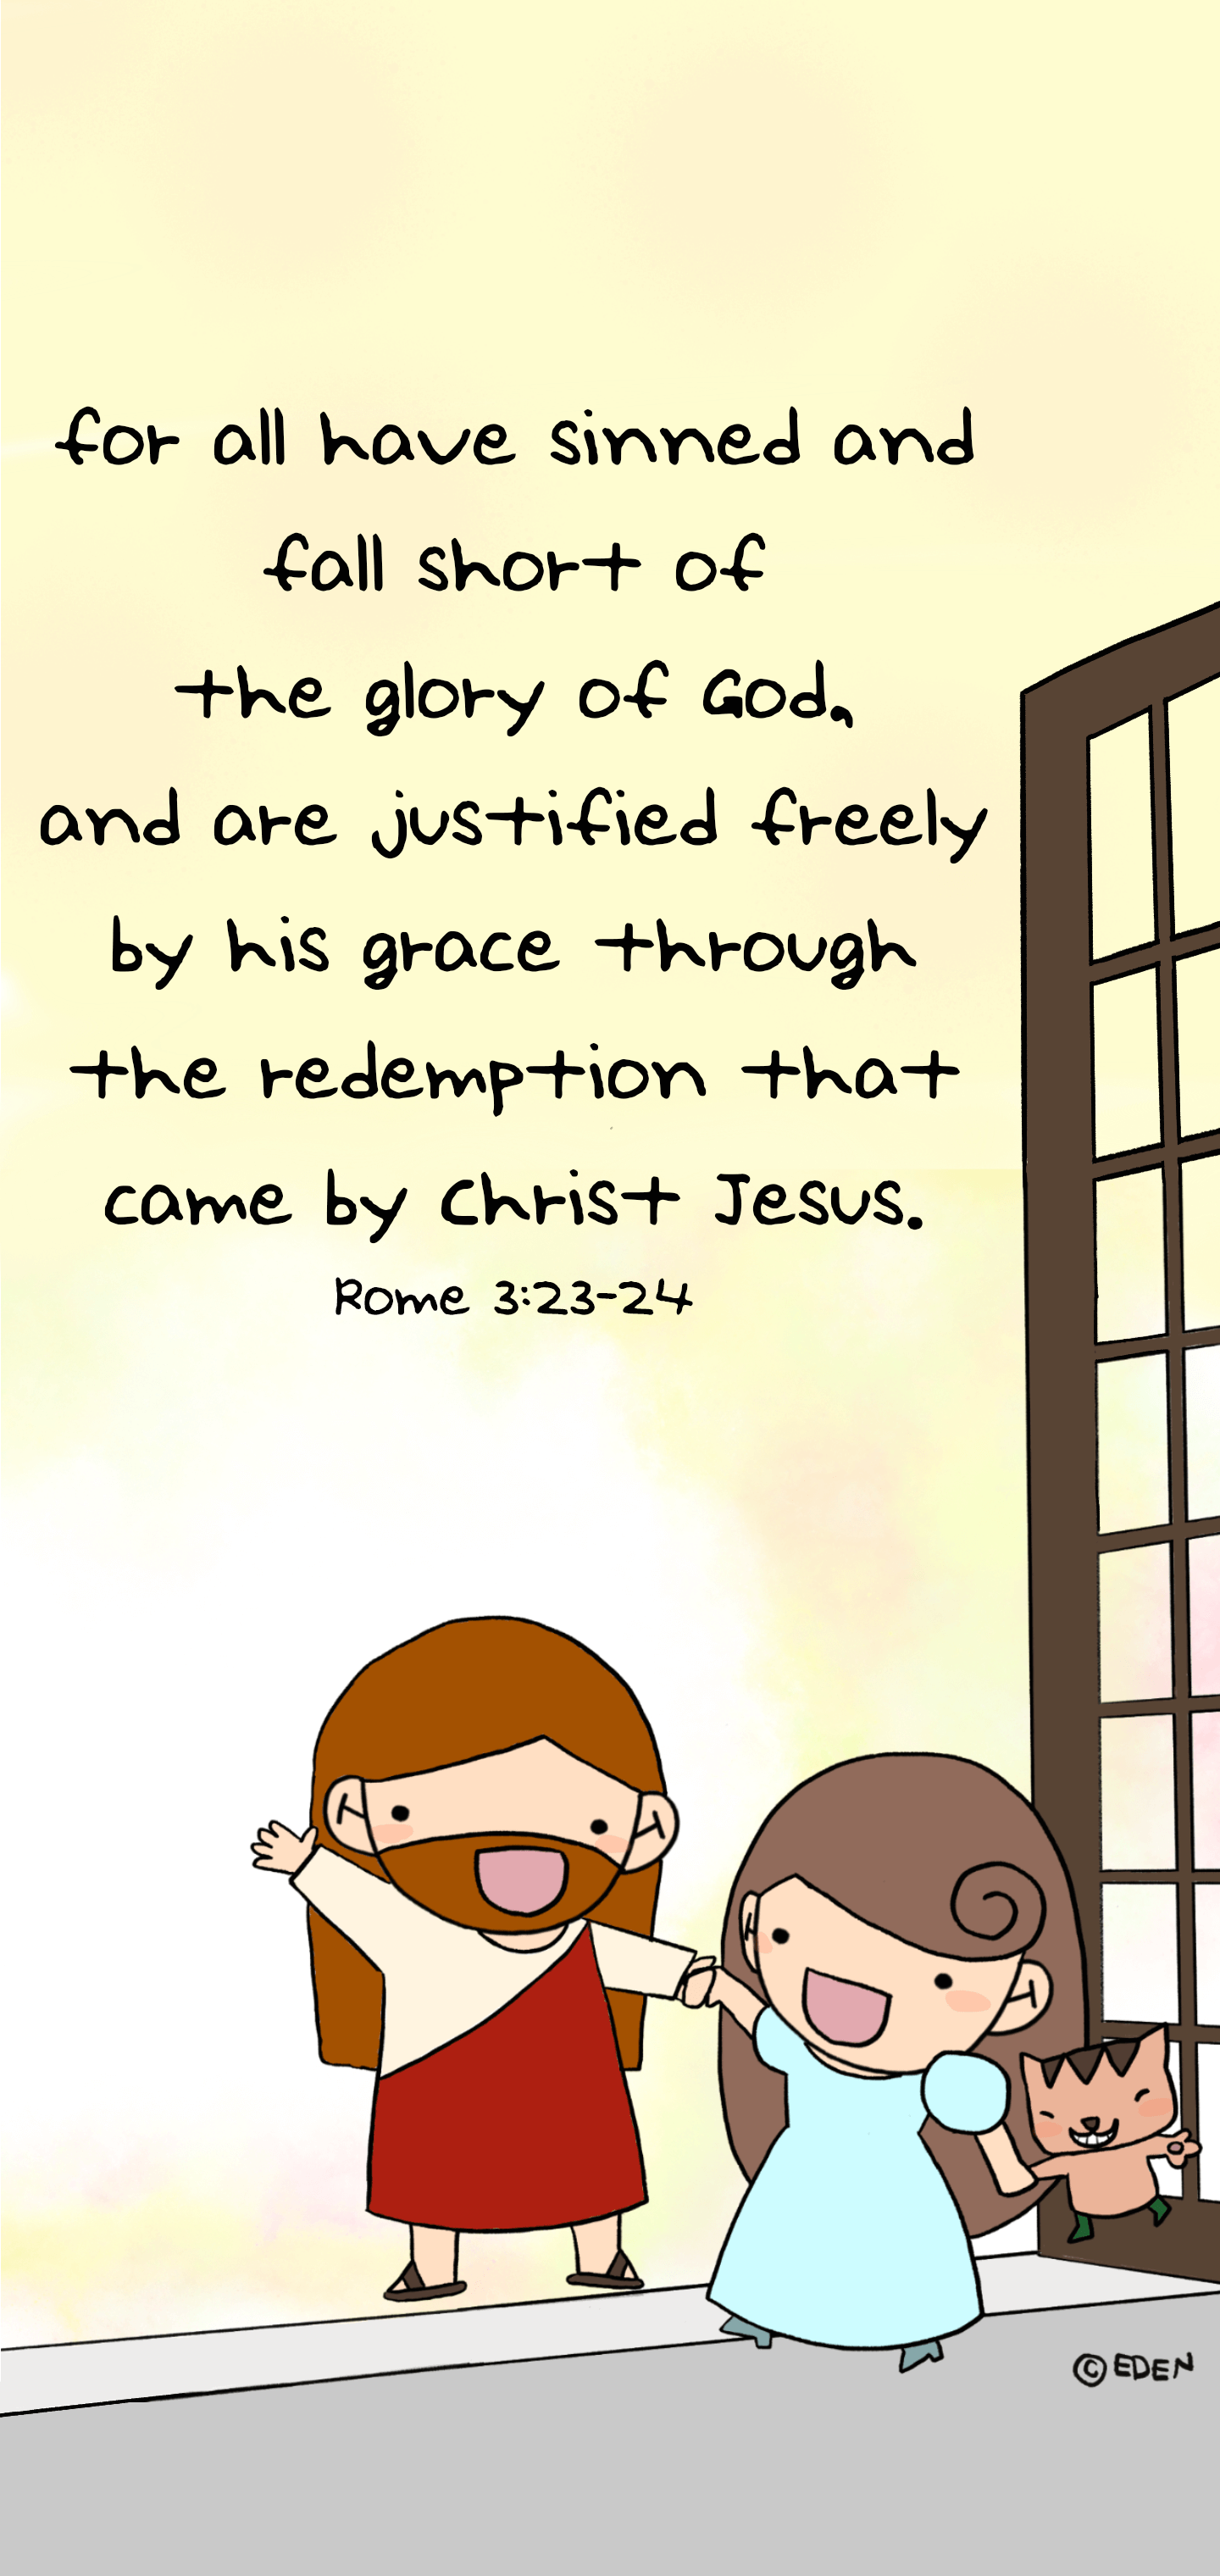 for all have sinned and
fall short of
the glory of God,
and are justified freely
by his grace through
the redemption that
came by Christ Jesus.
Rome 3:23-24
© EDEN